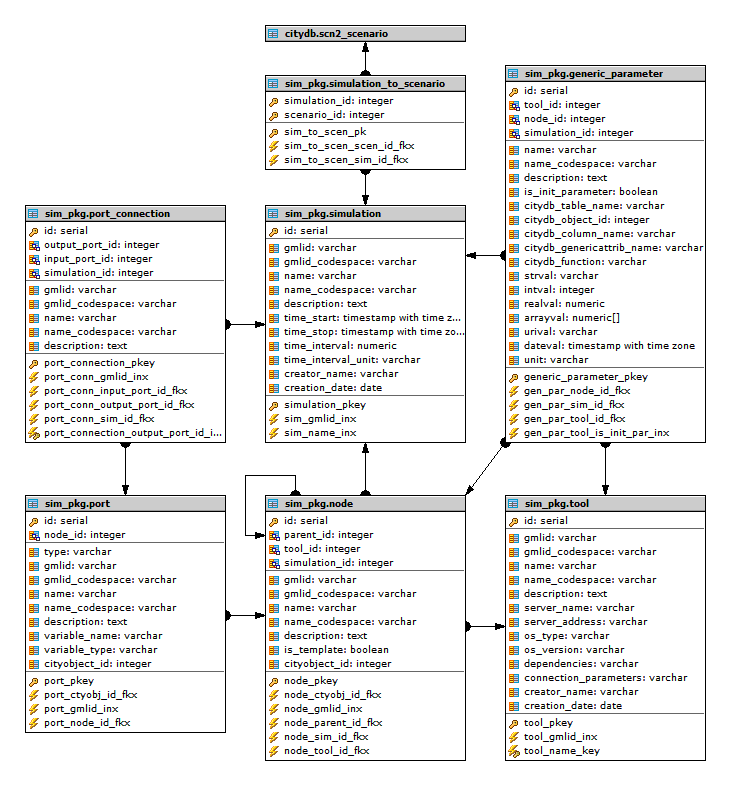 citydb.scn2_scenario
sim_pkg.simulation_to_scenario
simulation_id: integer
scenario_id: integer
sim_to_scen_pk
sim_to_scen_scen_id_fkx
sim_to_scen_sim_id_fkx
sim_pkg.generic_parameter
id: serial
tool_id: integer
node_id: integer
simulation_id: integer
name: varchar
name_codespace: varchar
description: text
is_init_parameter: boolean
citydb_table_name: varchar
citydb_object_id: integer
citydb_column_name: varchar
citydb_genericattrib_name: varchar
citydb_function: varchar
strval: varchar
intval: integer
realval: numeric
arrayval: numeric[]
urival: varchar
dateval: timestamp with time zone
unit: varchar
generic_parameter_pkey
gen_par_node_id_fkx
gen_par_sim_id_fkx
gen_par_tool_id_fkx
gen_par_tool_is_init_par_inx
sim_pkg.port_connection
id: serial
output_port_id: integer
input_port_id: integer
simulation_id: integer
gmlid: varchar
gmlid_codespace: varchar
name: varchar
name_codespace: varchar
description: text
port_connection_pkey
port_conn_gmlid_inx
port_conn_input_port_id_fkx
port_conn_output_port_id_fkx
port_conn_sim_id_fkx
port_connection_output_port_id_i...
sim_pkg.simulation
id: serial
gmlid: varchar
gmlid_codespace: varchar
name: varchar
name_codespace: varchar
description: text
time_start: timestamp with time z...
time_stop: timestamp with time zo...
time_interval: numeric
time_interval_unit: varchar
creator_name: varchar
creation_date: date
simulation_pkey
sim_gmlid_inx
sim_name_inx
sim_pkg.port
id: serial
node_id: integer
type: varchar
gmlid: varchar
gmlid_codespace: varchar
name: varchar
name_codespace: varchar
description: text
variable_name: varchar
variable_type: varchar
cityobject_id: integer
port_pkey
port_ctyobj_id_fkx
port_gmlid_inx
port_node_id_fkx
sim_pkg.node
id: serial
parent_id: integer
tool_id: integer
simulation_id: integer
gmlid: varchar
gmlid_codespace: varchar
name: varchar
name_codespace: varchar
description: text
is_template: boolean
cityobject_id: integer
node_pkey
node_ctyobj_id_fkx
node_gmlid_inx
node_parent_id_fkx
node_sim_id_fkx
node_tool_id_fkx
sim_pkg.tool
id: serial
gmlid: varchar
gmlid_codespace: varchar
name: varchar
name_codespace: varchar
description: text
server_name: varchar
server_address: varchar
os_type: varchar
os_version: varchar
dependencies: varchar
connection_parameters: varchar
creator_name: varchar
creation_date: date
tool_pkey
tool_gmlid_inx
tool_name_key